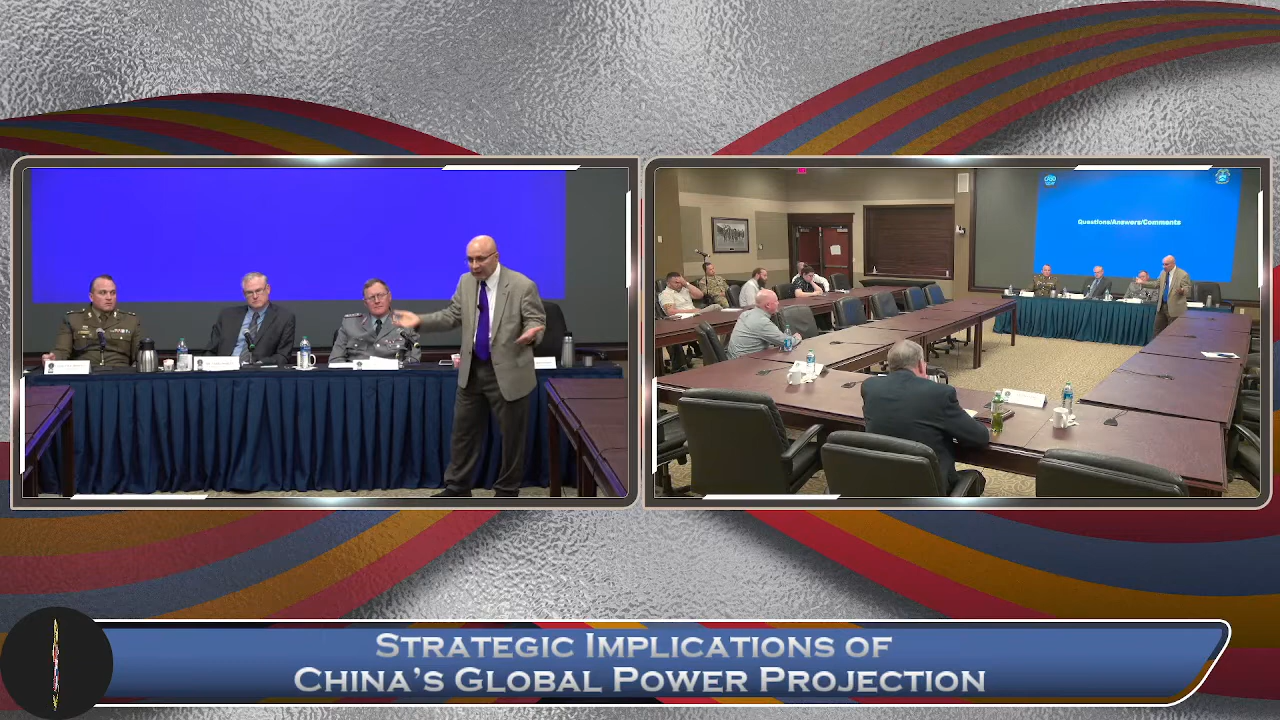 Questions/Answers/Comments
STRATEGIC IMPLICATIONS OF
CHINA'S GLOBAL POWER PROJECTION